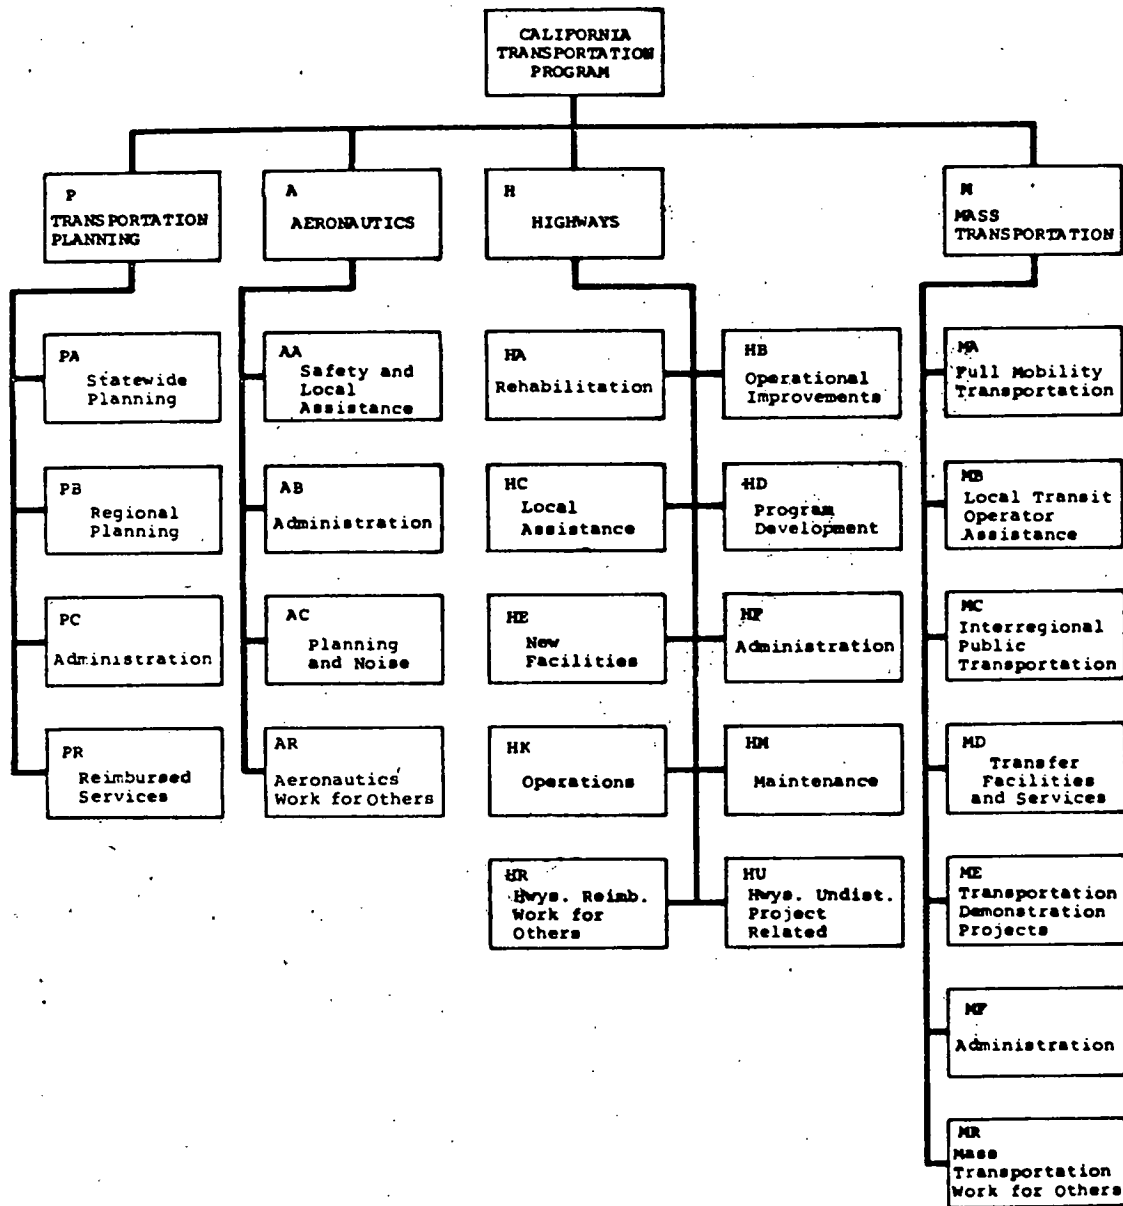 CALIFORNIA
TRANSPORTATION
PROGRAM
P
TRANSPORTATION
PLANNING
A
AERONAUTICS
H
HIGHWAYS
M
MASS
TRANSPORTATION
PA
Statewide
Planning
PB
Regional
Planning
PC
Administration
PR
Reimbursed
Services
AA
Safety and
Local
Assistance
AB
Administration
AC
Planning
and Noise
AR
Aeronautics
Work for Others
HA
Rehabilitation
HB
Operational
Improvements
HC
Local
Assistance
HD
Program
Development
HE
New
Facilities
HF
Administration
HK
Operations
HM
Maintenance
HR
Hwys. Reimb.
Work for
Others
HU
Hwys. Undist.
Project
Related
MA
Full Mobility
Transportation
MB
Local Transit
Operator
Assistance
MC
Interregional
Public
Transportation
MD
Transfer
Facilities
and Services
ME
Transportation
Demonstration
Projects
MF
Administration
MR
Mass
Transportation
Work for Others